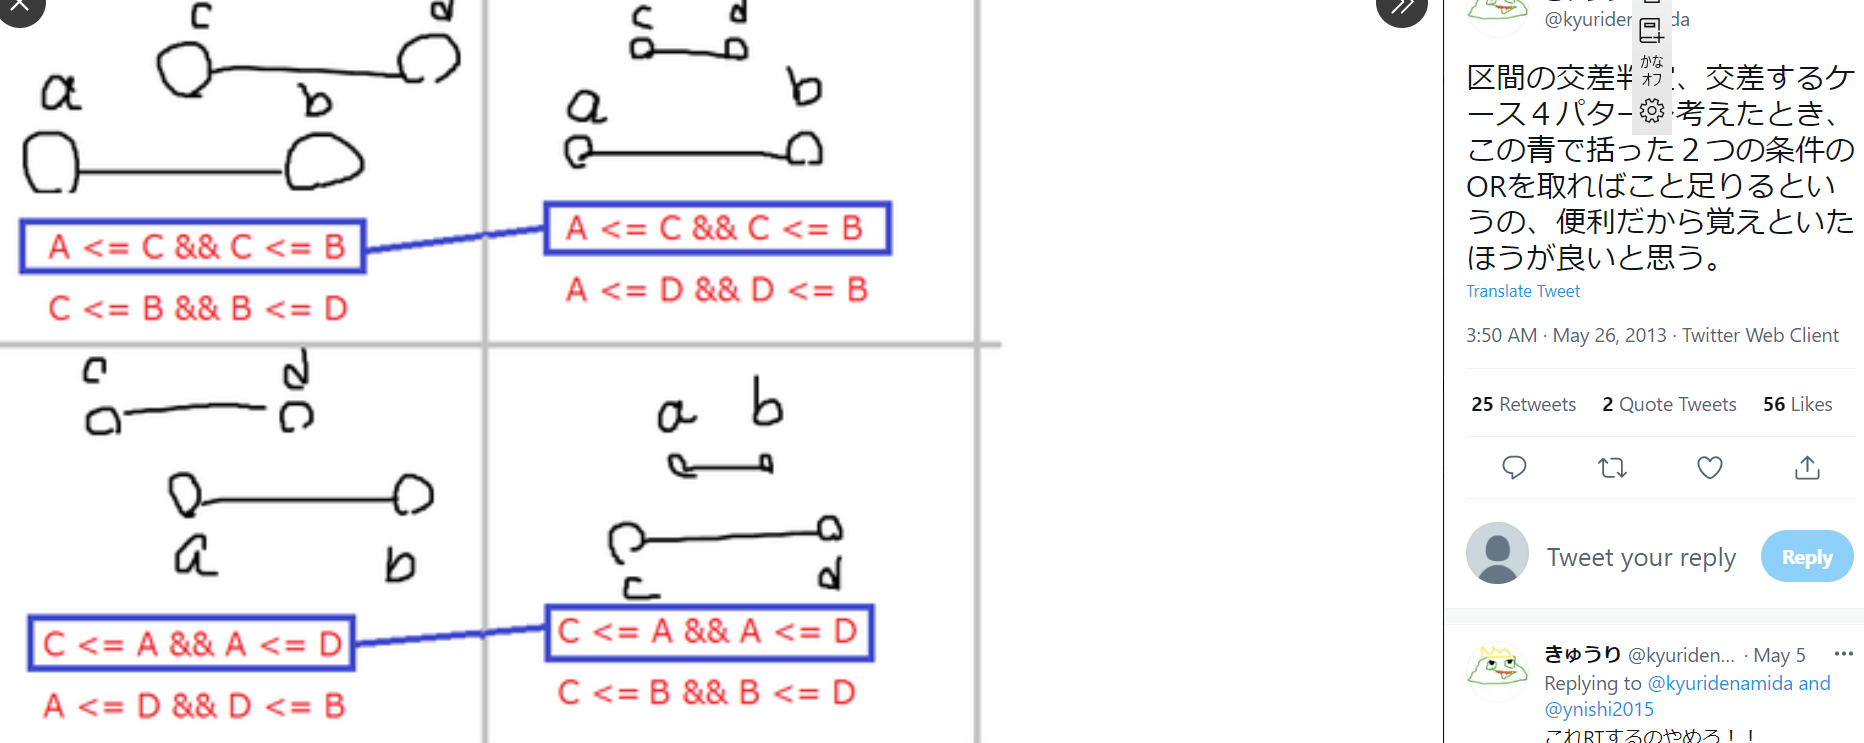 c
d
a
b
A <= C && C <= B
C <= B && B <= D
c
d
a
b
A <= C && C <= B
A <= D && D <= B
c
d
a
b
C <= A && A <= D
A <= D && D <= B
a
b
c
d
C <= A && A <= D
C <= B && B <= D
かな
オフ
区間の交差判、交差するケ
ース４パターを考えたとき、
この青で括った２つの条件の
ORを取ればこと足りるとい
うの、便利だから覚えといた
ほうが良いと思う。
Translate Tweet
3:50 AM · May 26, 2013 · Twitter Web Client
25 Retweets 2 Quote Tweets 56 Likes
Tweet your reply
Reply
きゅうり @kyuriden... · May 5
Replying to @kyuridenamida and
@ynishi2015
これRTするのやめろ！！